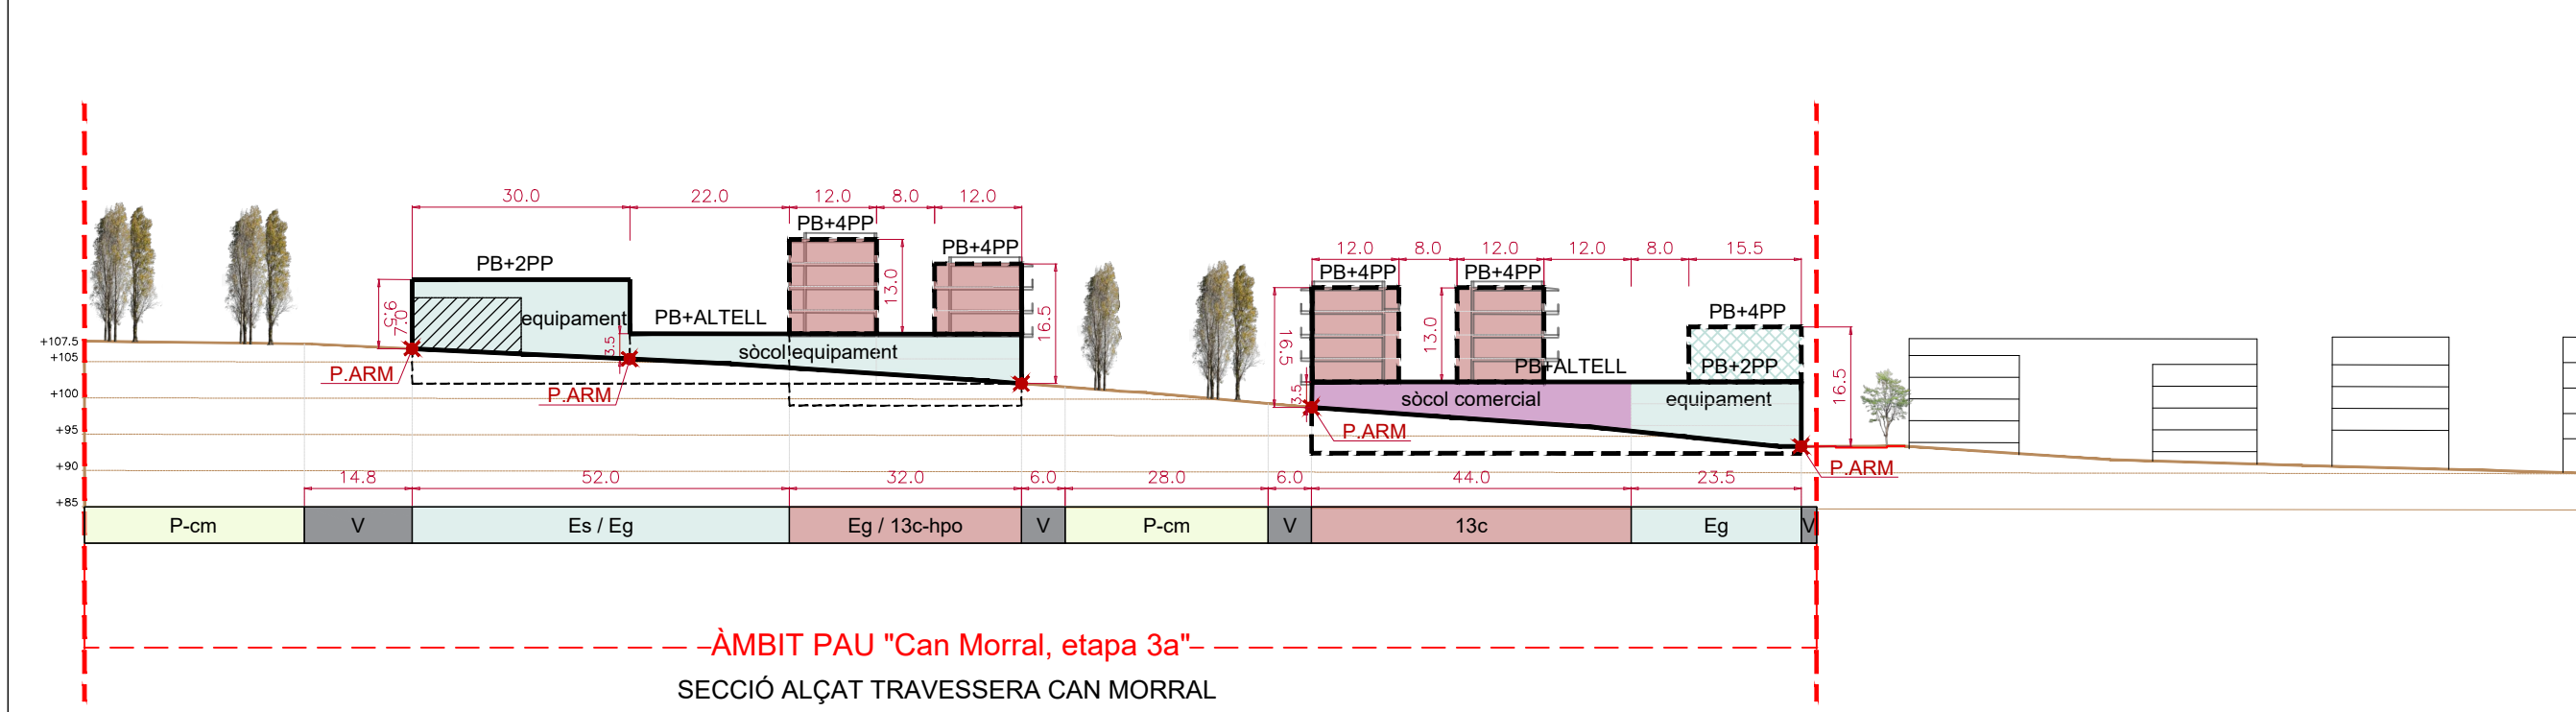 30.0
22.0
12.0
8.0
12.0
PB+4PP
PB+4PP
PB+2PP
12.0
8.0
12.0
12.0
8.0
15.5
PB+4PP
PB+4PP
13.0
16.5
9.5
7.0
equipament
PB+ALTELL
3.5
sòcol equipament
PB+4PP
16.5
13.0
PB+ALTELL
PB+2PP
16.5
3.5
sòcol comercial
equipament
+107.5
+105
+100
+95
+90
+85
P.ARM
P.ARM
P.ARM
P.ARM
14.8
52.0
32.0
6.0
28.0
6.0
44.0
23.5
P-cm
V
Es / Eg
Eg / 13c-hpo
V
P-cm
V
13c
Eg
V
ÀMBIT PAU "Can Morral, etapa 3a"
SECCIÓ ALÇAT TRAVESSERA CAN MORRAL